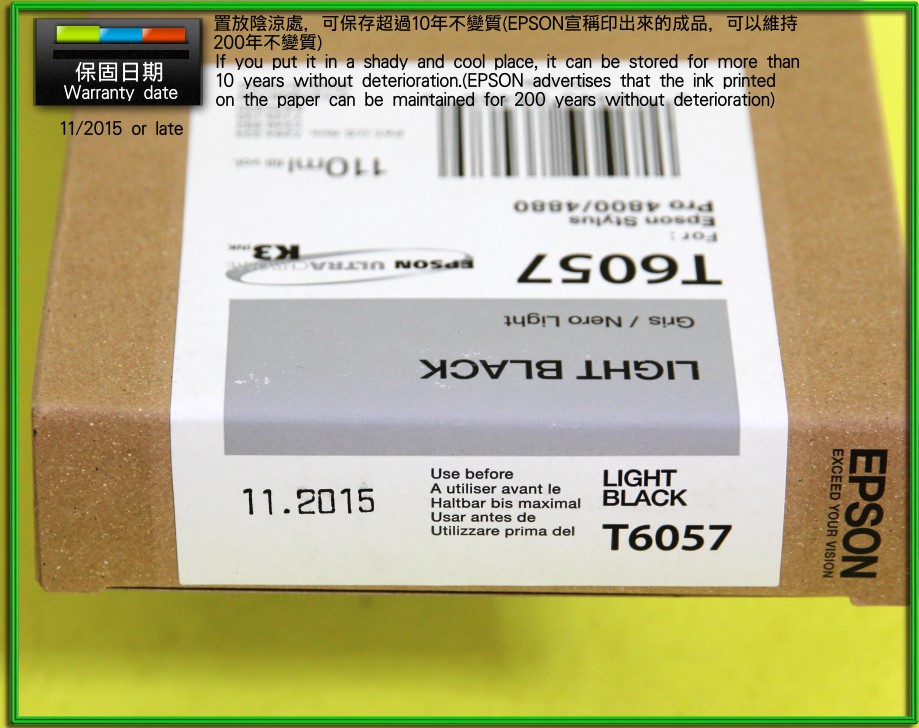 置放陰涼處，可保存超過10年不變質(EPSON宣稱印出來的成品，可以維持
200年不變質)
If you put it in a shady and cool place, it can be stored for more than
10 years without deterioration.(EPSON advertises that the ink printed
on the paper can be maintained for 200 years without deterioration)
保固日期
Warranty date
11/2015 or late
110ml
Pro 4800/4880
Epson Stylus
For:
EPSON ULTRACHROME K3 INK
T6057
Gris / Nero Light
LIGHT BLACK
11.2015
Use before
A utiliser avant le
Haltbar bis maximal
Usar antes de
Utilizzare prima del
LIGHT
BLACK
T6057
EPSON
EXCEED YOUR VISION